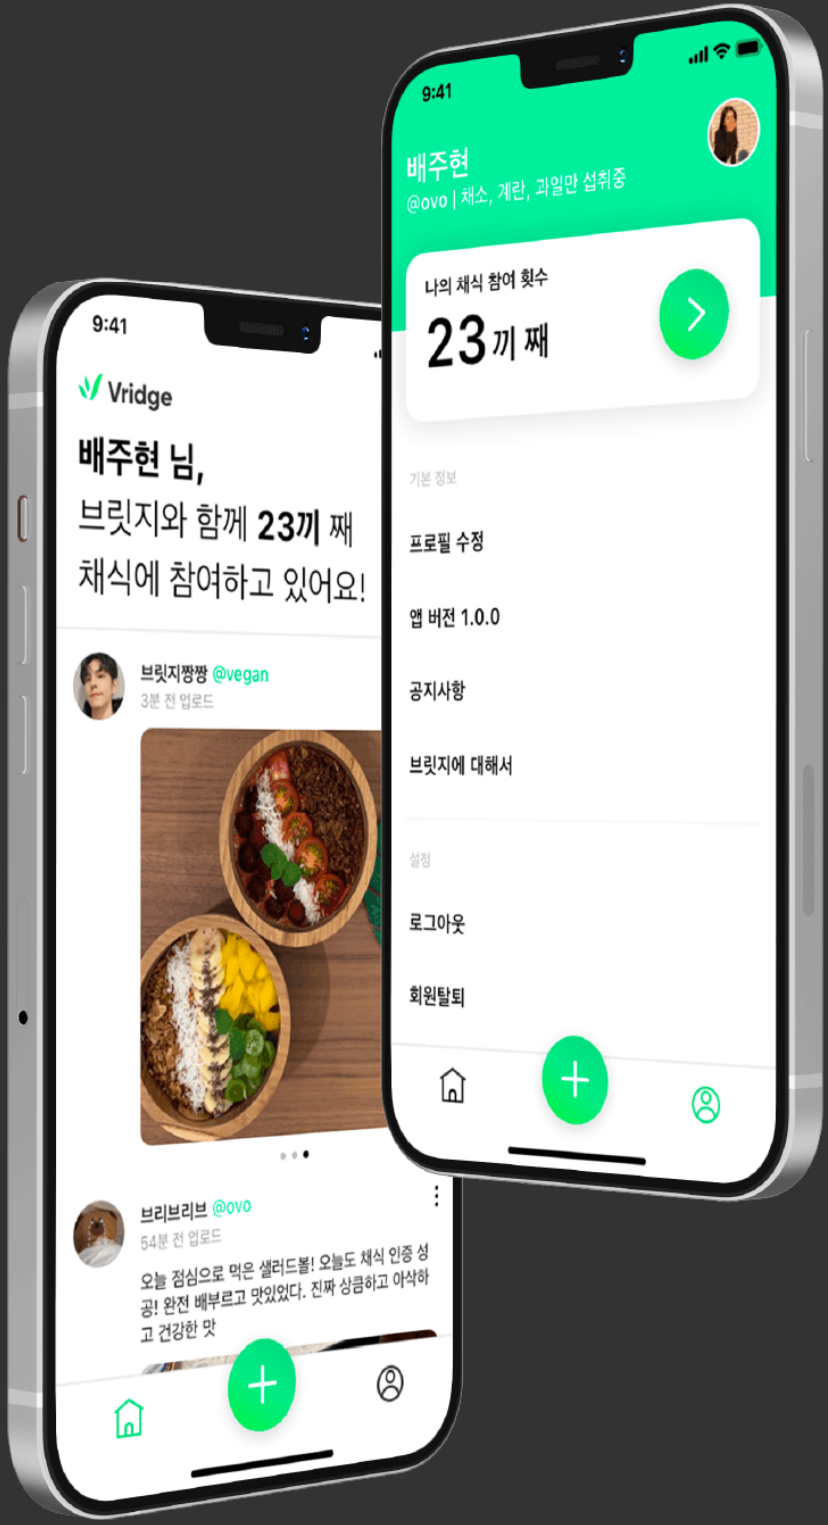 9:41
Vridge
배주현 님,
브릿지와 함께 23끼 째
채식에 참여하고 있어요!
브릿지짱짱 @vegan
3분 전 업로드
브리브리브 @ovo
54분 전 업로드
오늘 점심으로 먹은 샐러드볼! 오늘도 채식 인증 성
공! 완전 배부르고 맛있었다. 진짜 상큼하고 아삭하
고 건강한 맛
9:41
배주현
@ovo | 채소, 계란, 과일만 섭취중
나의 채식 참여 횟수
23끼 째
기본 정보
프로필 수정
앱 버전 1.0.0
공지사항
브릿지에 대해서
설정
로그아웃
회원탈퇴